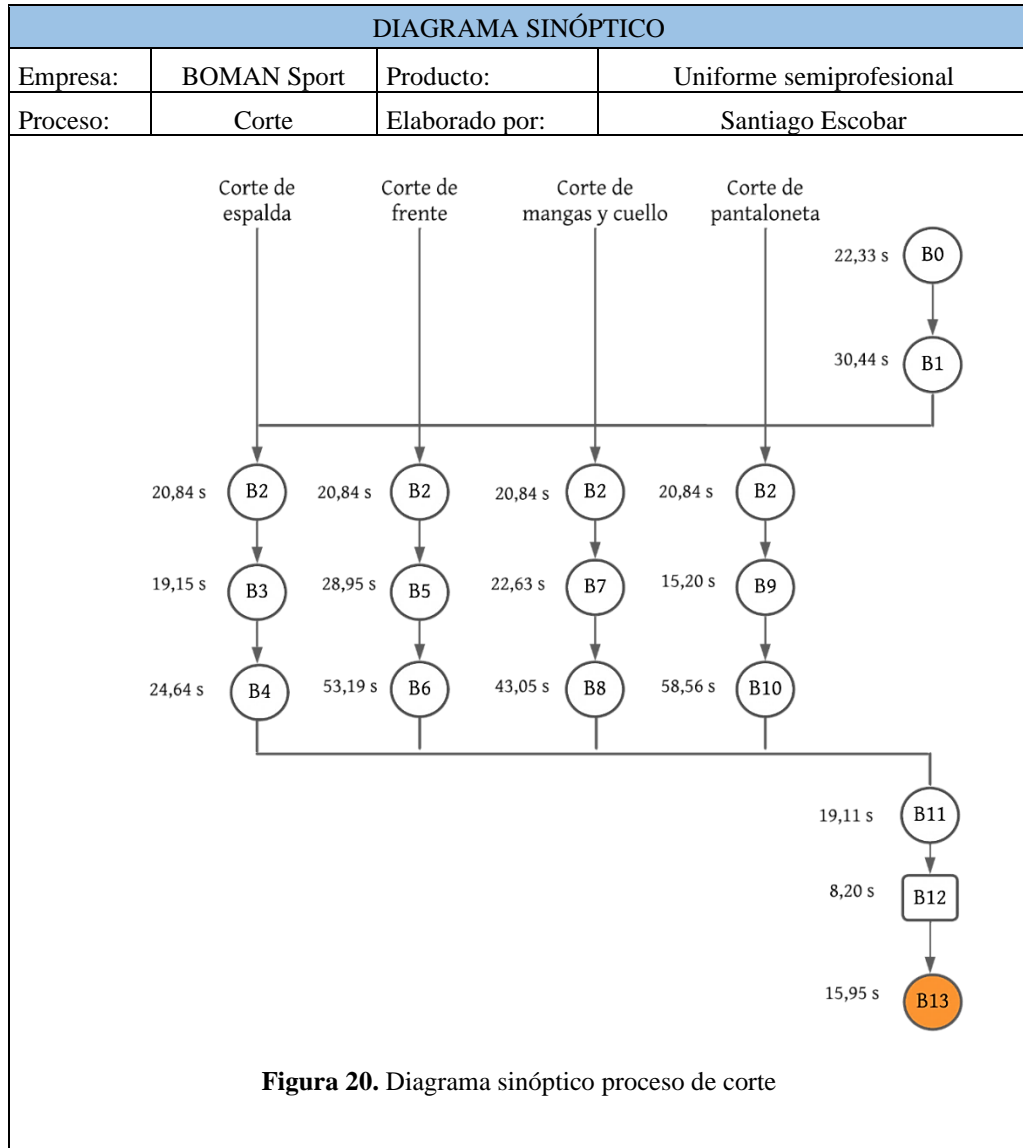 DIAGRAMA SINÓPTICO
Empresa: BOMAN Sport Producto: Uniforme semiprofesional
Proceso: Corte Elaborado por: Santiago Escobar
Corte de espalda
Corte de frente
Corte de mangas y cuello
Corte de pantaloneta
22,33 s B0
30,44 s B1
20,84 s B2 20,84 s B2 20,84 s B2 20,84 s B2
19,15 s B3 28,95 s B5 22,63 s B7 15,20 s B9
24,64 s B4 53,19 s B6 43,05 s B8 58,56 s B10
19,11 s B11
8,20 s B12
15,95 s B13
Figura 20. Diagrama sinóptico proceso de corte